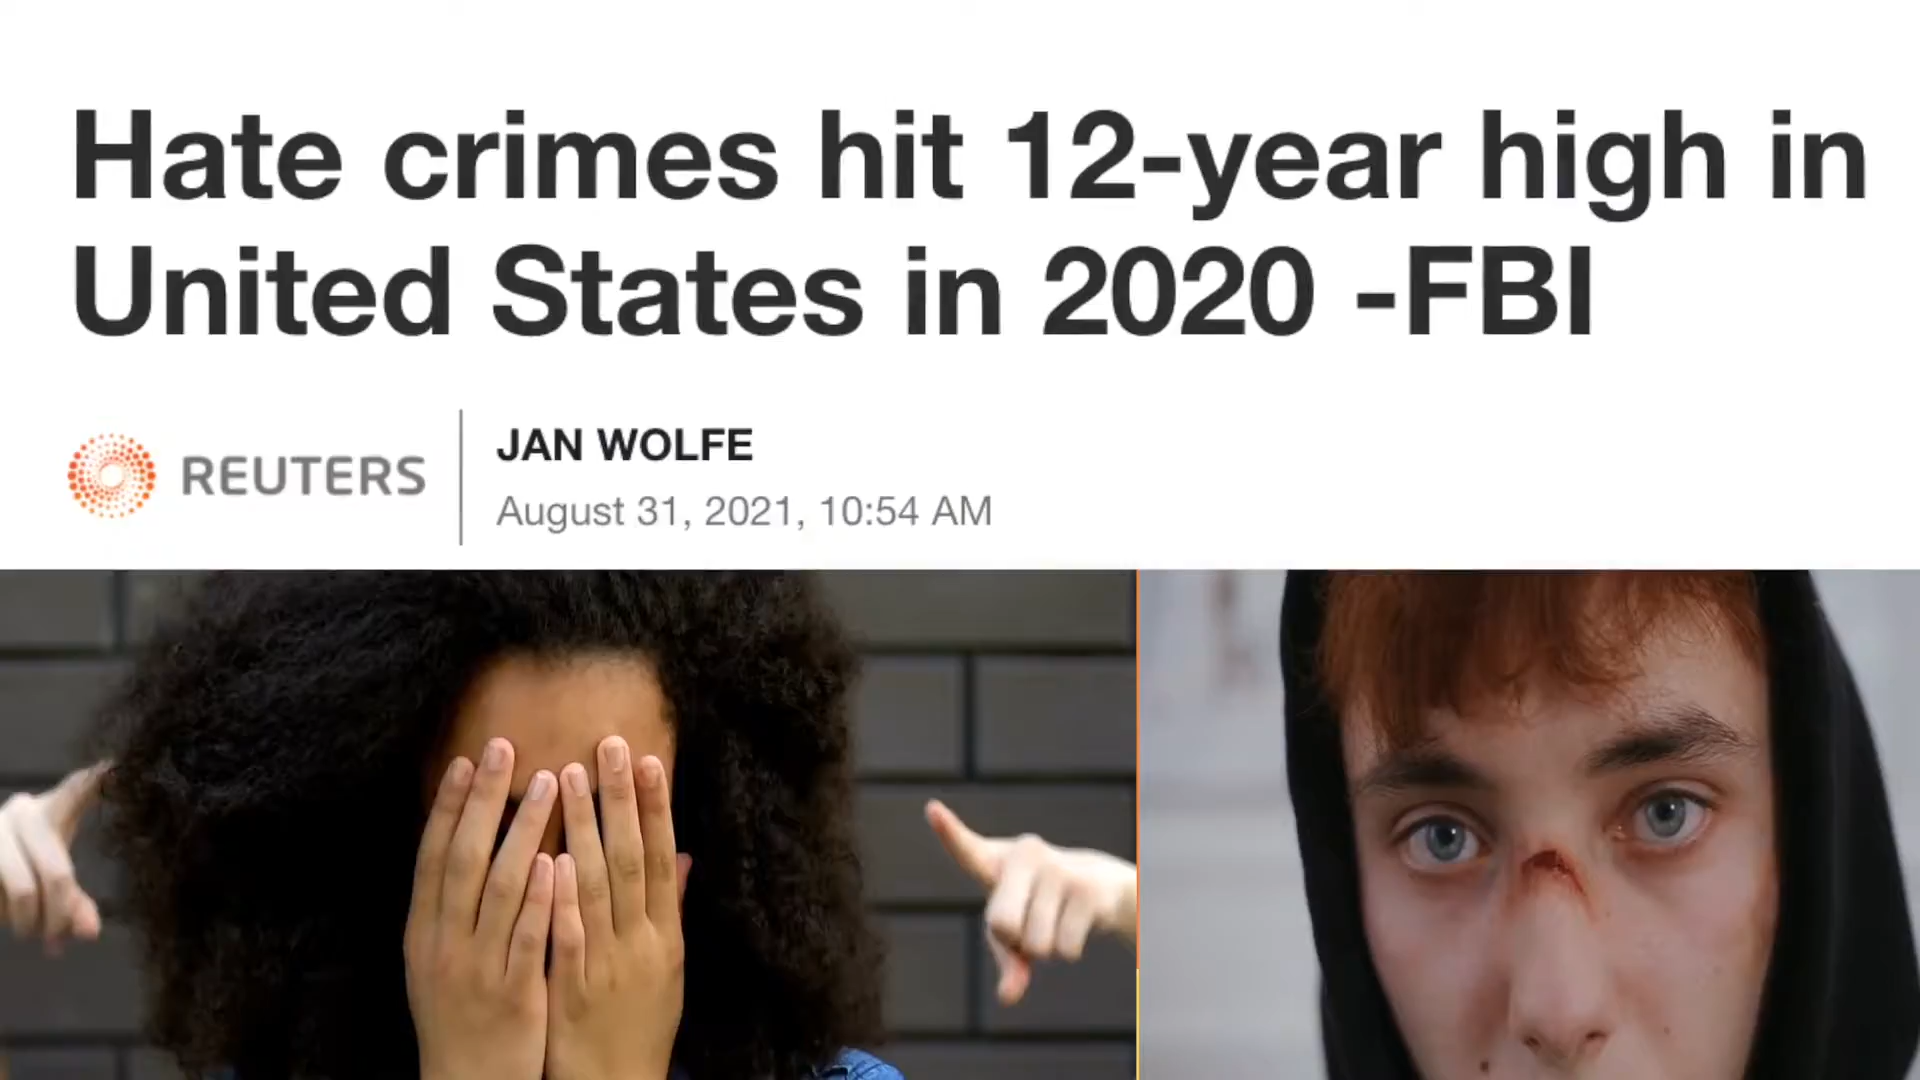 Hate crimes hit 12-year high in
United States in 2020 -FBI
REUTERS
JAN WOLFE
August 31, 2021, 10:54 AM